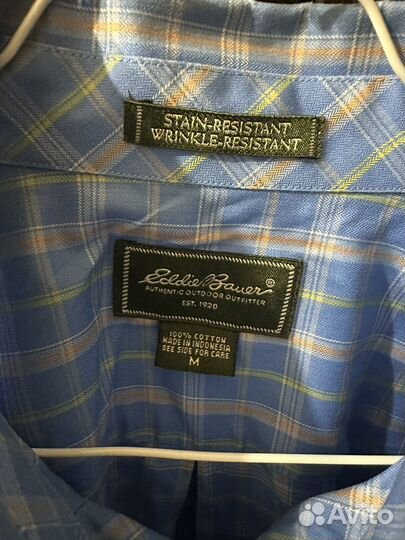 STAIN-RESISTANT
WRINKLE-RESISTANT
Eddie Bauer®
AUTHENTIC OUTDOOR OUTFITTER
EST. 1920
100% COTTON
MADE IN INDONESIA
SEE SIDE FOR CARE
M
Avito